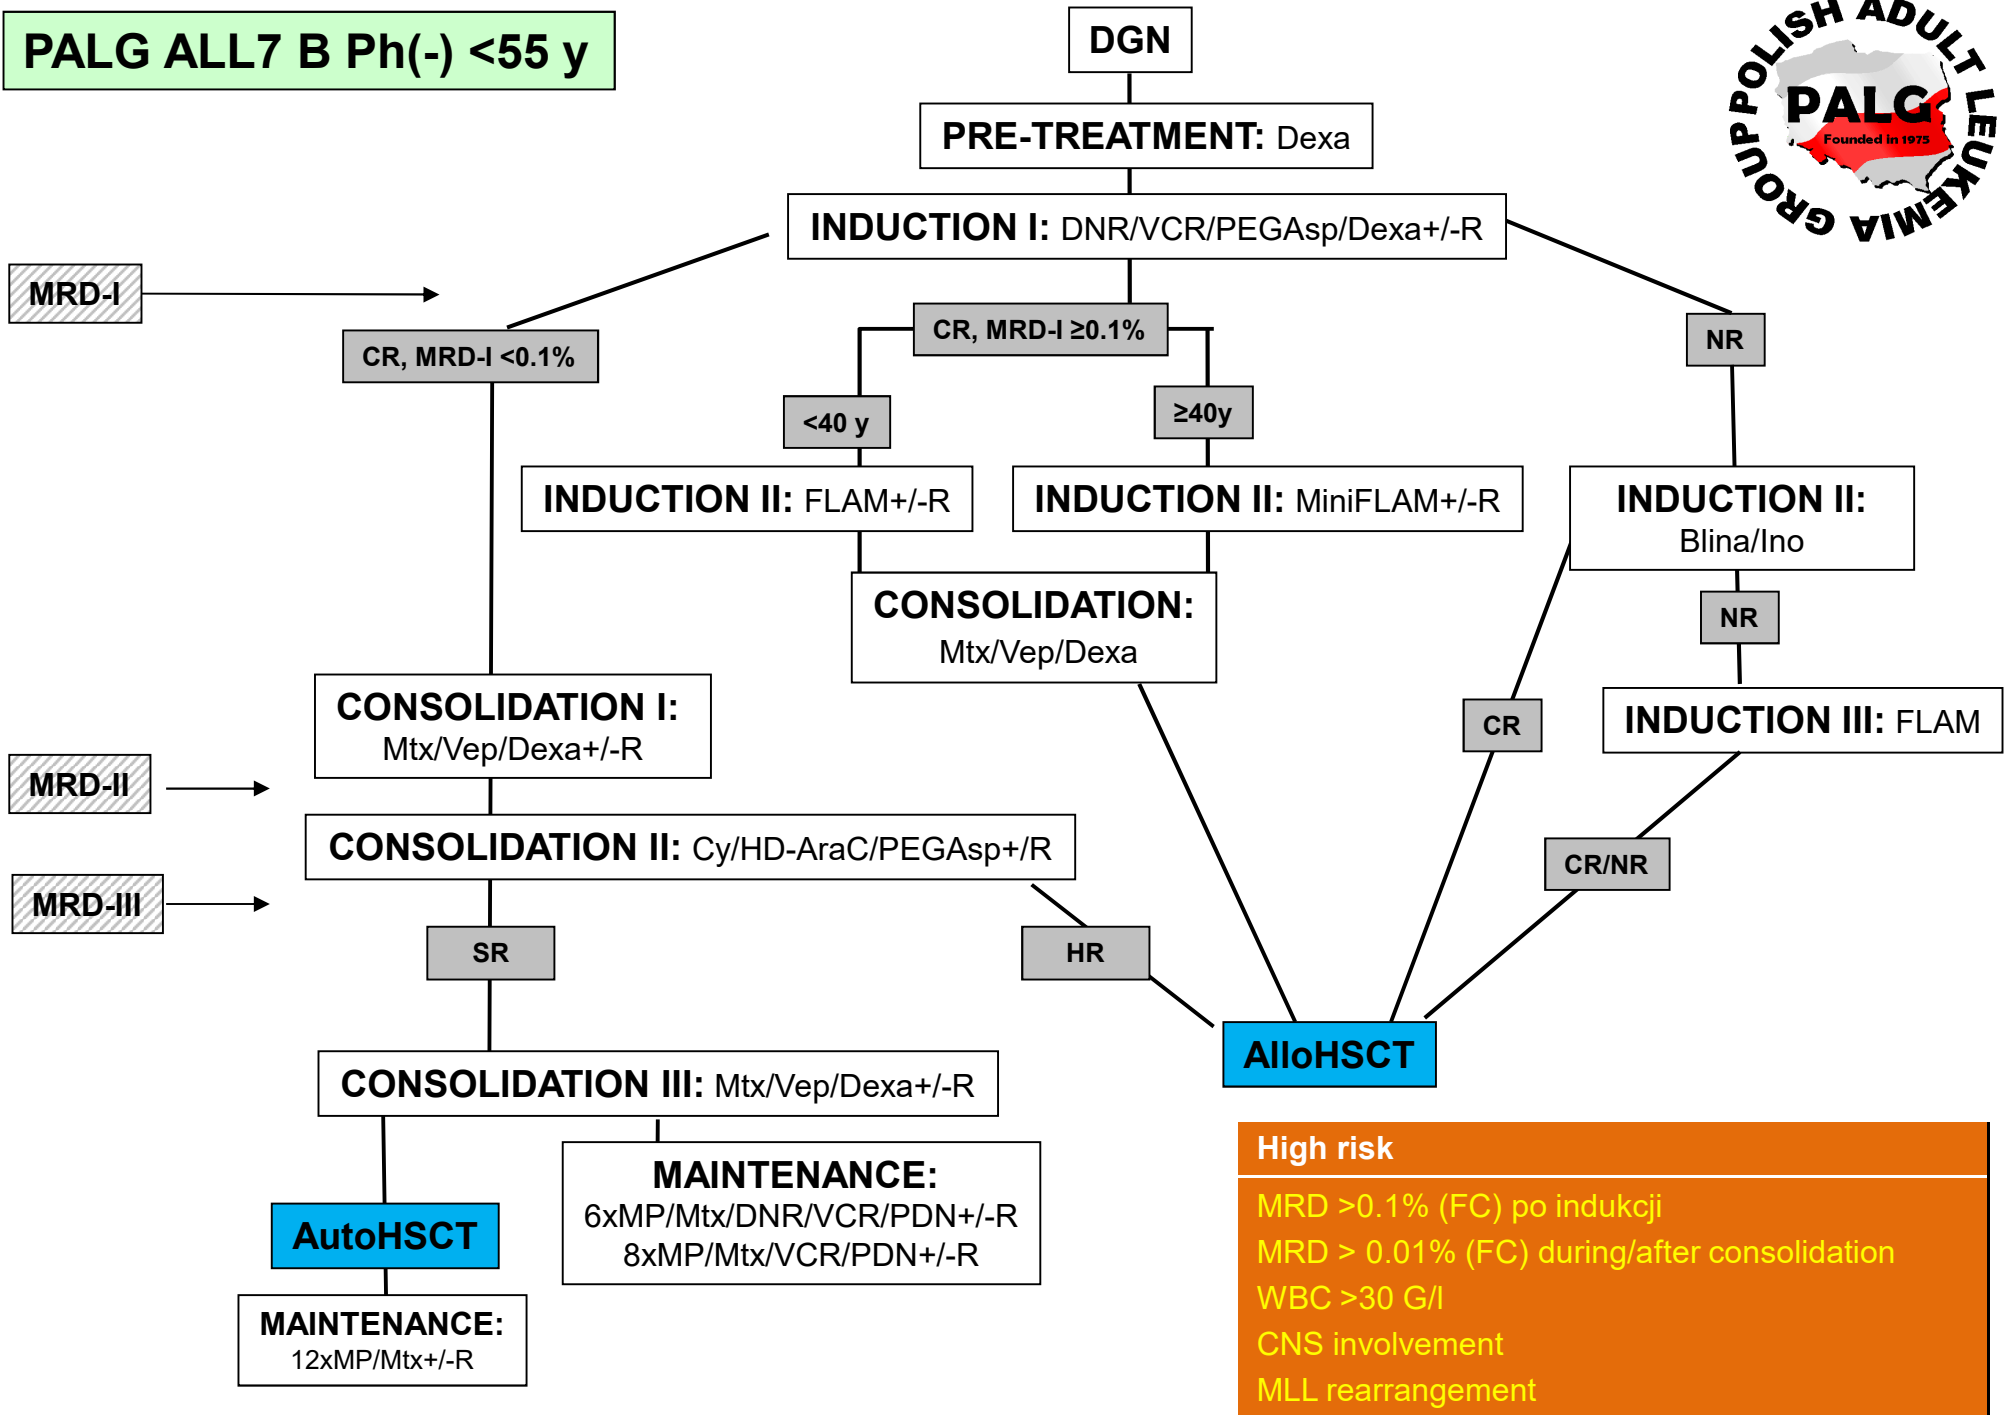 PALG ALL7 B Ph(-) <55 y
DGN
POLISH ADULT LEUKEMIA GROUP
PALG
Founded in 1975
PRE-TREATMENT: Dexa
INDUCTION I: DNR/VCR/PEGAsp/Dexa+/-R
MRD-I
CR, MRD-I <0.1%
CR, MRD-I ≥0.1%
NR
<40 y
≥40y
INDUCTION II: FLAM+/-R
INDUCTION II: MiniFLAM+/-R
INDUCTION II:
Blina/Ino
CONSOLIDATION:
Mtx/Vep/Dexa
NR
CONSOLIDATION I:
Mtx/Vep/Dexa+/-R
CR
INDUCTION III: FLAM
MRD-II
CONSOLIDATION II: Cy/HD-AraC/PEGAsp+/R
CR/NR
MRD-III
SR
HR
AlloHSCT
CONSOLIDATION III: Mtx/Vep/Dexa+/-R
MAINTENANCE:
6xMP/Mtx/DNR/VCR/PDN+/-R
8xMP/Mtx/VCR/PDN+/-R
AutoHSCT
MAINTENANCE:
12xMP/Mtx+/-R
High risk
MRD >0.1% (FC) po indukcji
MRD > 0.01% (FC) during/after consolidation
WBC >30 G/l
CNS involvement
MLL rearrangement